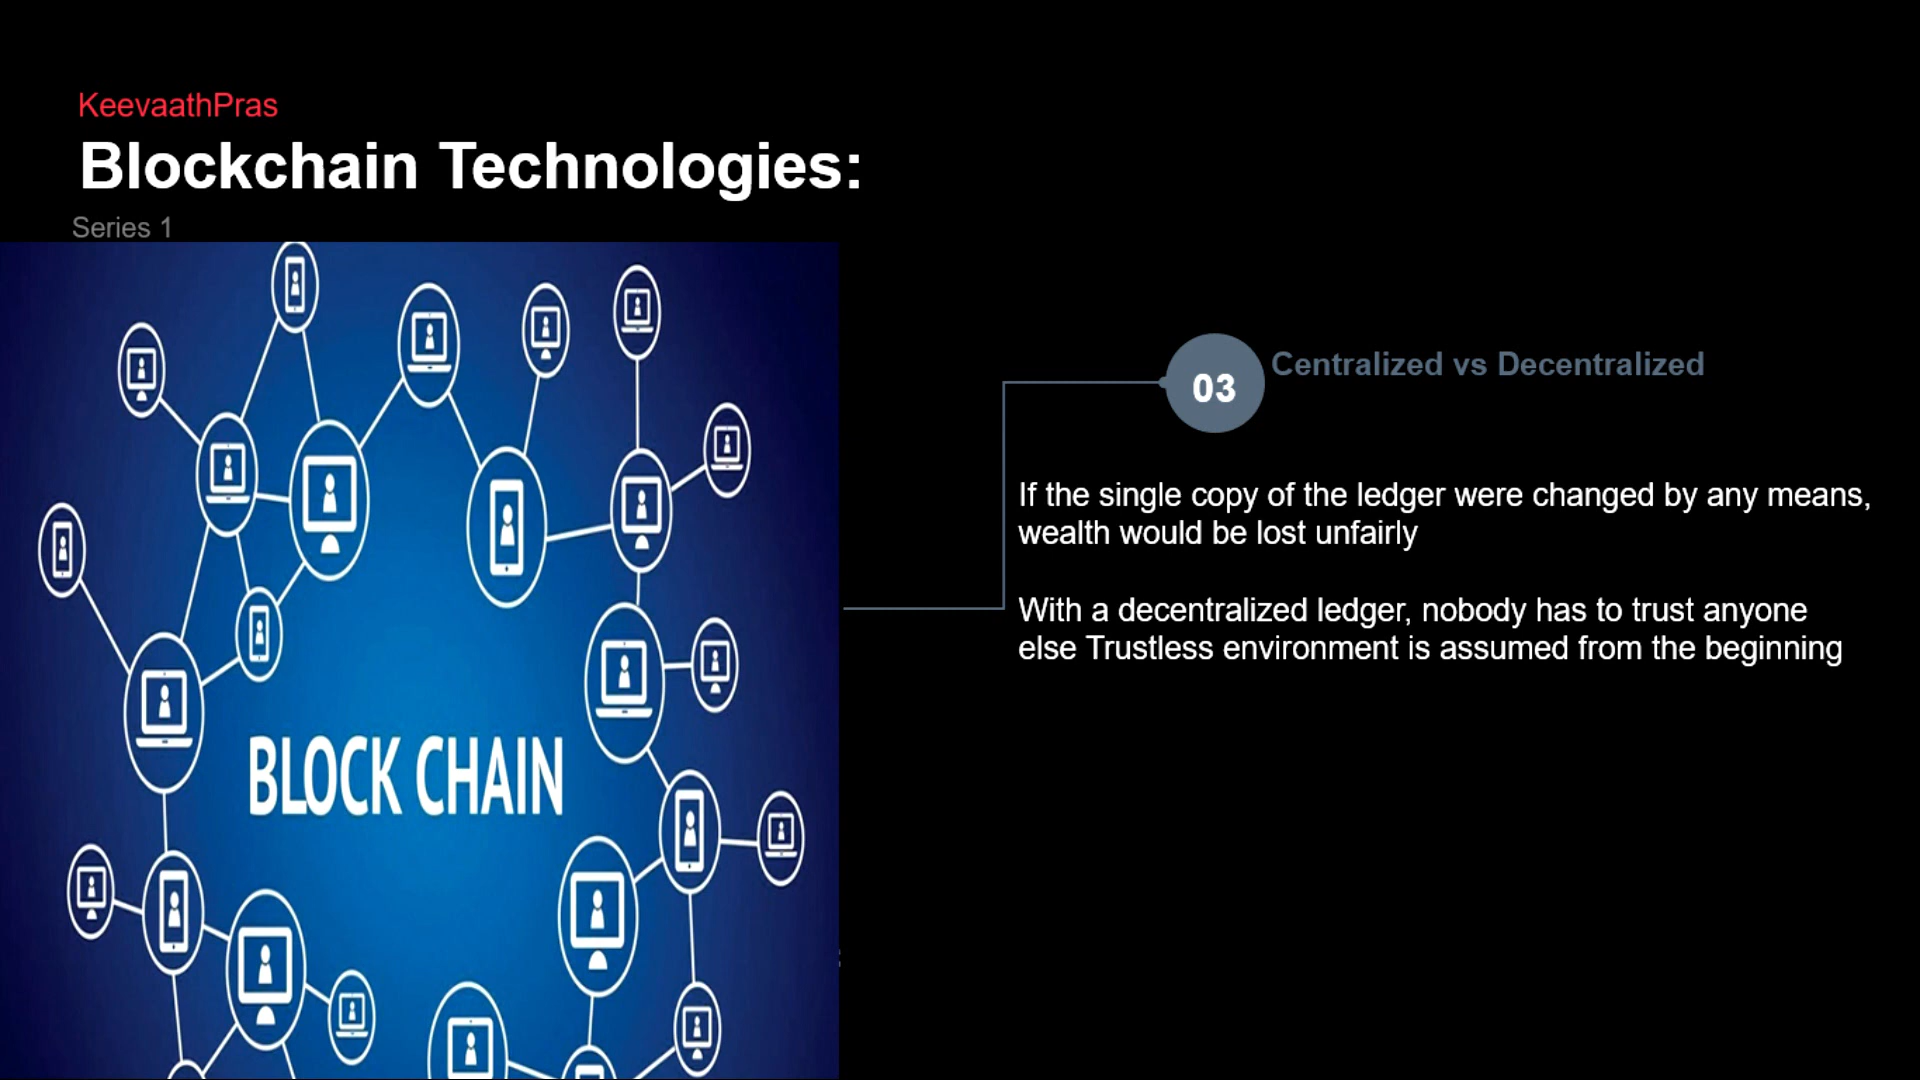 KeevaathPras
Blockchain Technologies:
Series 1
BLOCK CHAIN
03
Centralized vs Decentralized
If the single copy of the ledger were changed by any means,
wealth would be lost unfairly
With a decentralized ledger, nobody has to trust anyone
else Trustless environment is assumed from the beginning